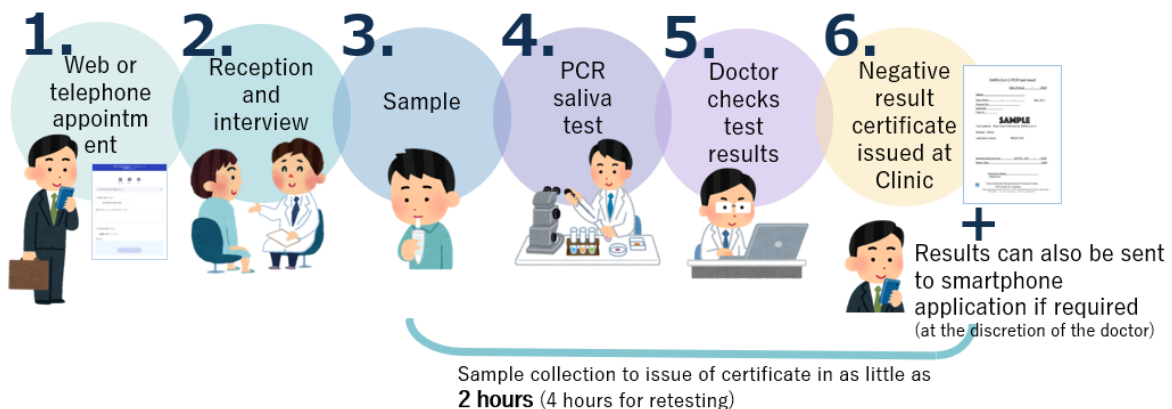 1.
Web or
telephone
appointm
ent
2.
Reception
and
interview
3.
Sample
4.
PCR
saliva
test
5.
Doctor
checks
test
results
6.
Negative
result
certificate
issued at
Clinic
SAMPLE
+
Results can also be sent
to smartphone
application if required
(at the discretion of the doctor)
Sample collection to issue of certificate in as little as
2 hours (4 hours for retesting)